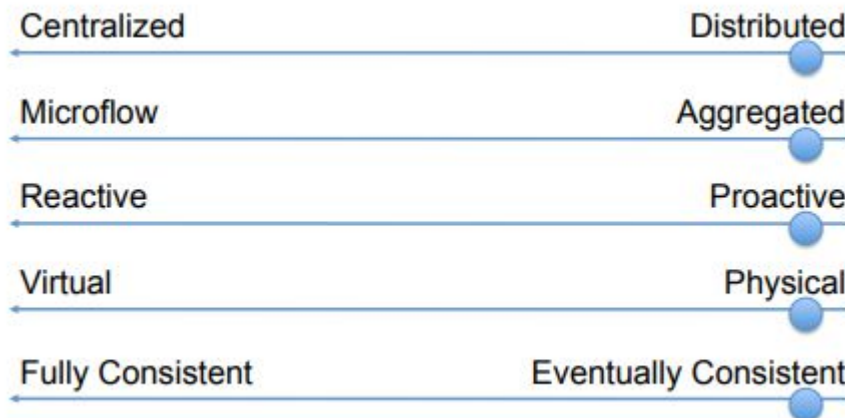 Centralized Distributed
Microflow Aggregated
Reactive Proactive
Virtual Physical
Fully Consistent Eventually Consistent